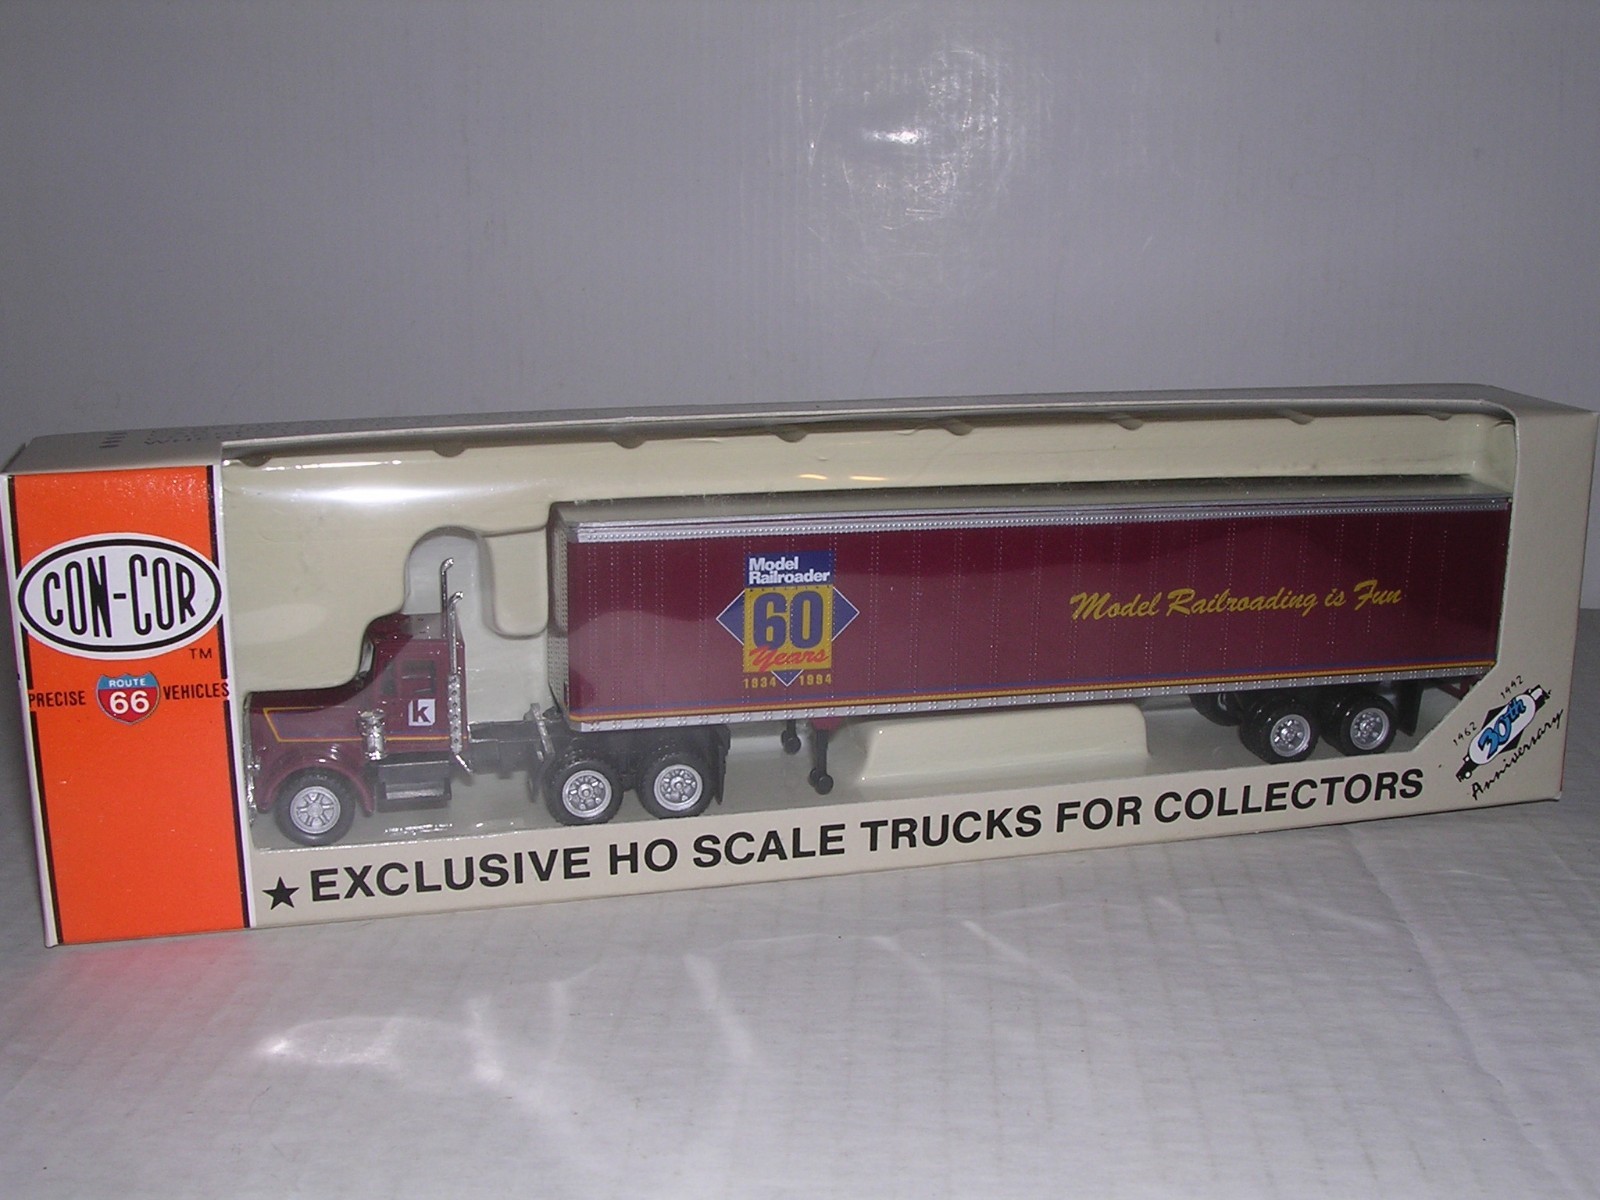 CON-COR
TM
PRECISE ROUTE 66 VEHICLES
k
Model
Railroader
60
Years
1934 1994
Model Railroading is Fun
1962 1992
30th
Anniversary
★ EXCLUSIVE HO SCALE TRUCKS FOR COLLECTORS